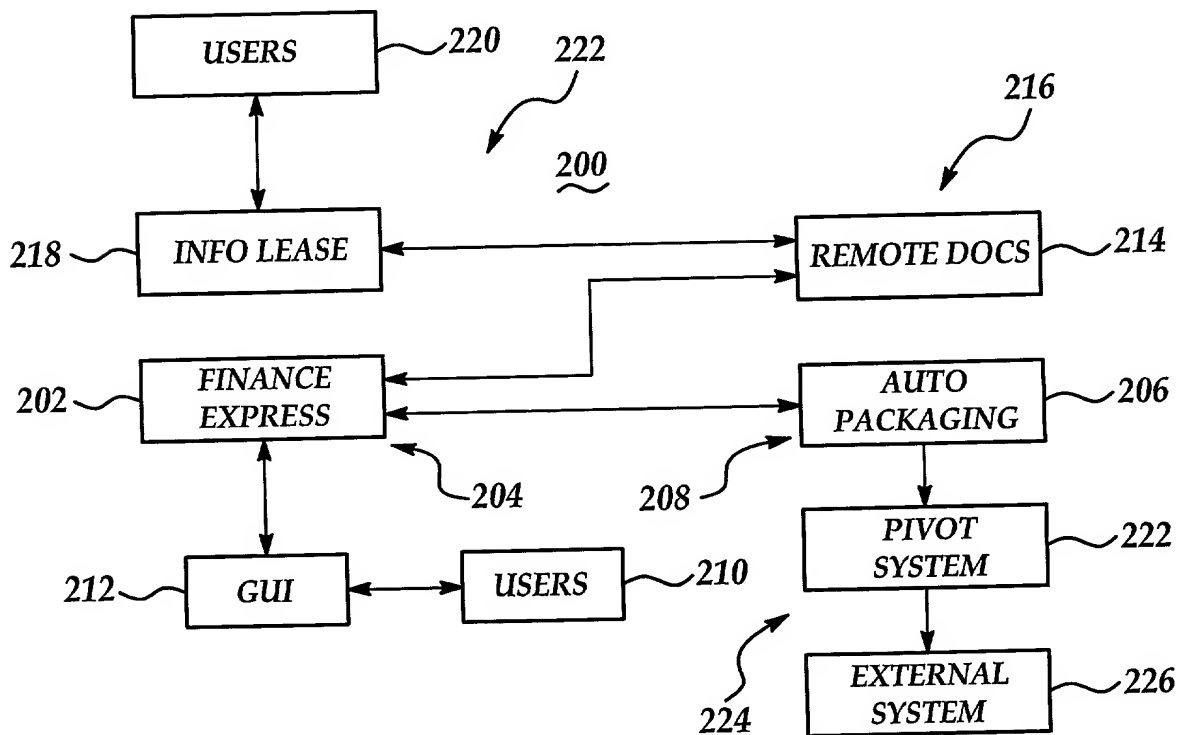 USERS
220
222
216
200
218
INFO LEASE
REMOTE DOCS
214
202
FINANCE
EXPRESS
AUTO
PACKAGING
206
204
208
PIVOT
SYSTEM
222
212
GUI
USERS
210
224
EXTERNAL
SYSTEM
226